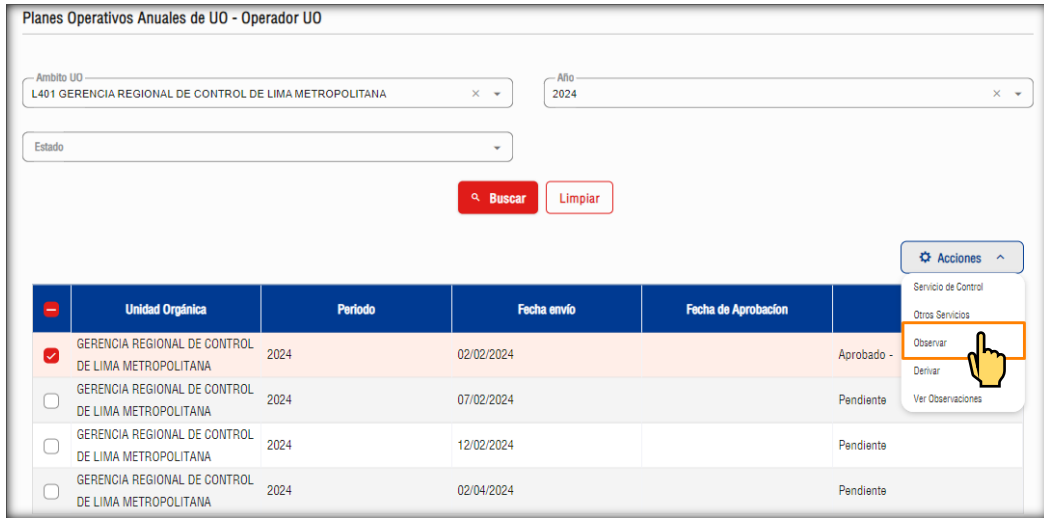 Planes Operativos Anuales de UO - Operador UO
Ambito UO
L401 GERENCIA REGIONAL DE CONTROL DE LIMA METROPOLITANA
Año
2024
Estado
Buscar
Limpiar
Acciones
Servicio de Control
Otros Servicios
Observar
Derivar
Ver Observaciones
Unidad Orgánica Periodo Fecha envío Fecha de Aprobacíon
GERENCIA REGIONAL DE CONTROL
DE LIMA METROPOLITANA
2024 02/02/2024 Aprobado -
GERENCIA REGIONAL DE CONTROL
DE LIMA METROPOLITANA
2024 07/02/2024 Pendiente
GERENCIA REGIONAL DE CONTROL
DE LIMA METROPOLITANA
2024 12/02/2024 Pendiente
GERENCIA REGIONAL DE CONTROL
DE LIMA METROPOLITANA
2024 02/04/2024 Pendiente